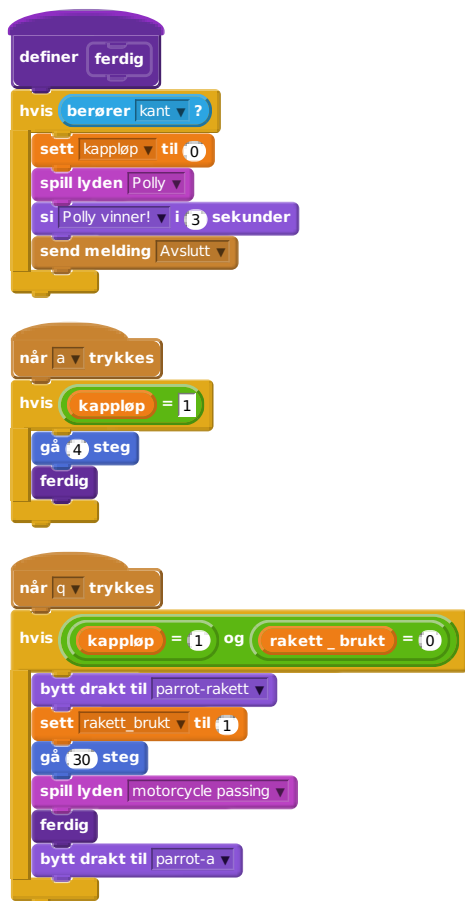 definer ferdig
hvis berører kant ?
sett kappløp til 0
spill lyden Polly
si Polly vinner! i 3 sekunder
send melding Avslutt
når a trykkes
hvis kappløp = 1
gå 4 steg
ferdig
når q trykkes
hvis kappløp = 1 og rakett _ brukt = 0
bytt drakt til parrot-rakett
sett rakett_brukt til 1
gå 30 steg
spill lyden motorcycle passing
ferdig
bytt drakt til parrot-a